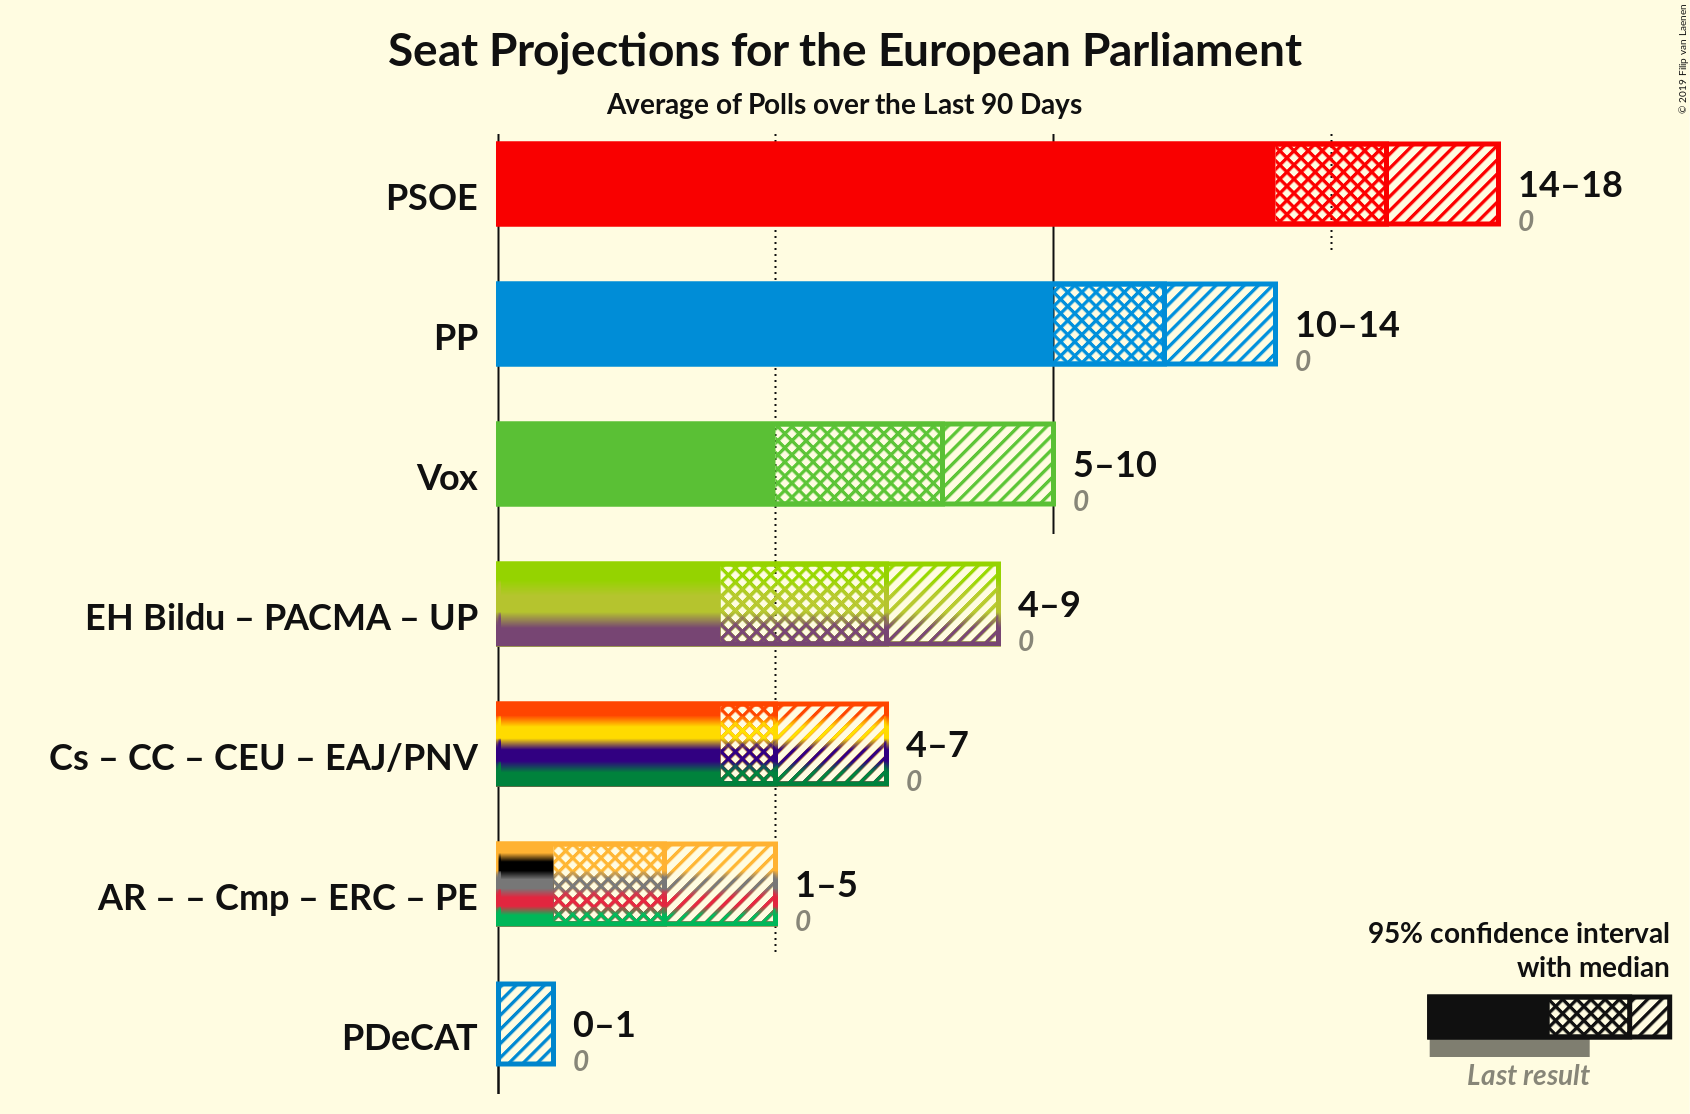 Seat Projections for the European Parliament
Average of Polls over the Last 90 Days
© 2019 Filip van Laenen
PSOE
14–18
0
PP
10–14
0
Vox
5–10
0
EH Bildu – PACMA – UP
4–9
0
Cs – CC – CEU – EAJ/PNV
4–7
0
AR – – Cmp – ERC – PE
1–5
0
PDeCAT
0–1
0
95% confidence interval
with median
Last result